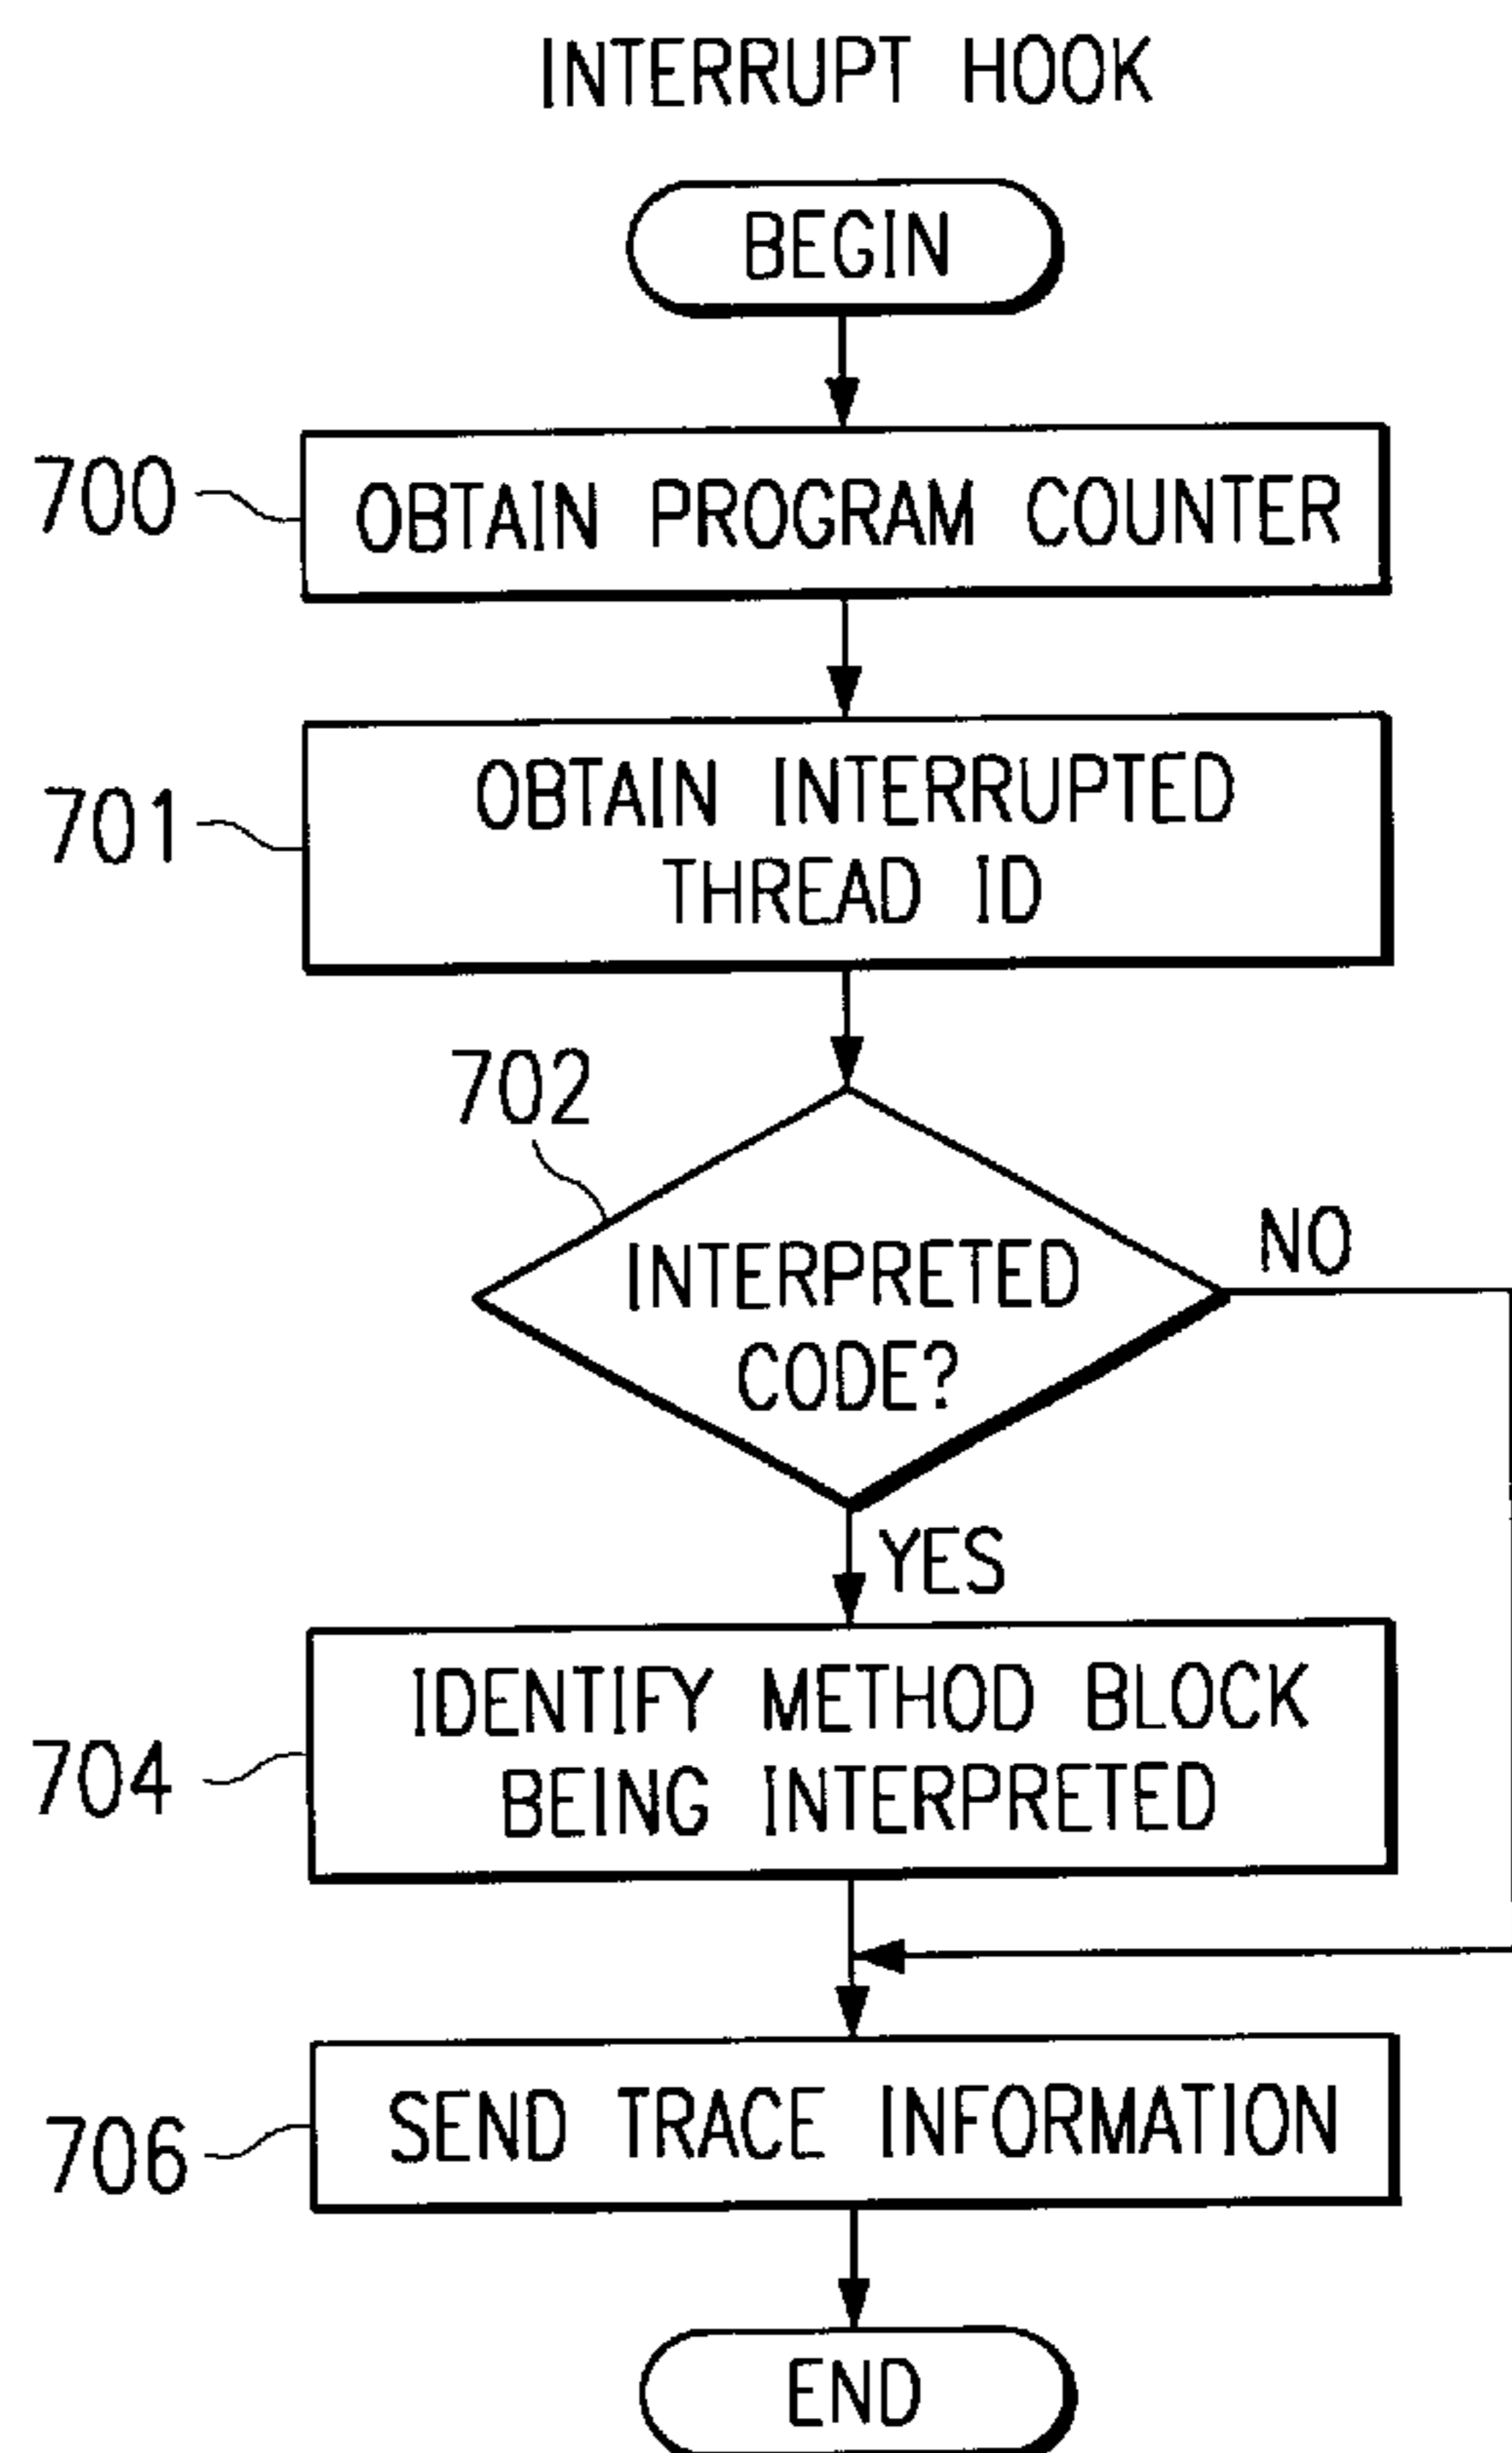 INTERRUPT HOOK
BEGIN
700
OBTAIN PROGRAM COUNTER
701
OBTAIN INTERRUPTED
THREAD ID
702
INTERPRETED
CODE?
NO
YES
704
IDENTIFY METHOD BLOCK
BEING INTERPRETED
706
SEND TRACE INFORMATION
END